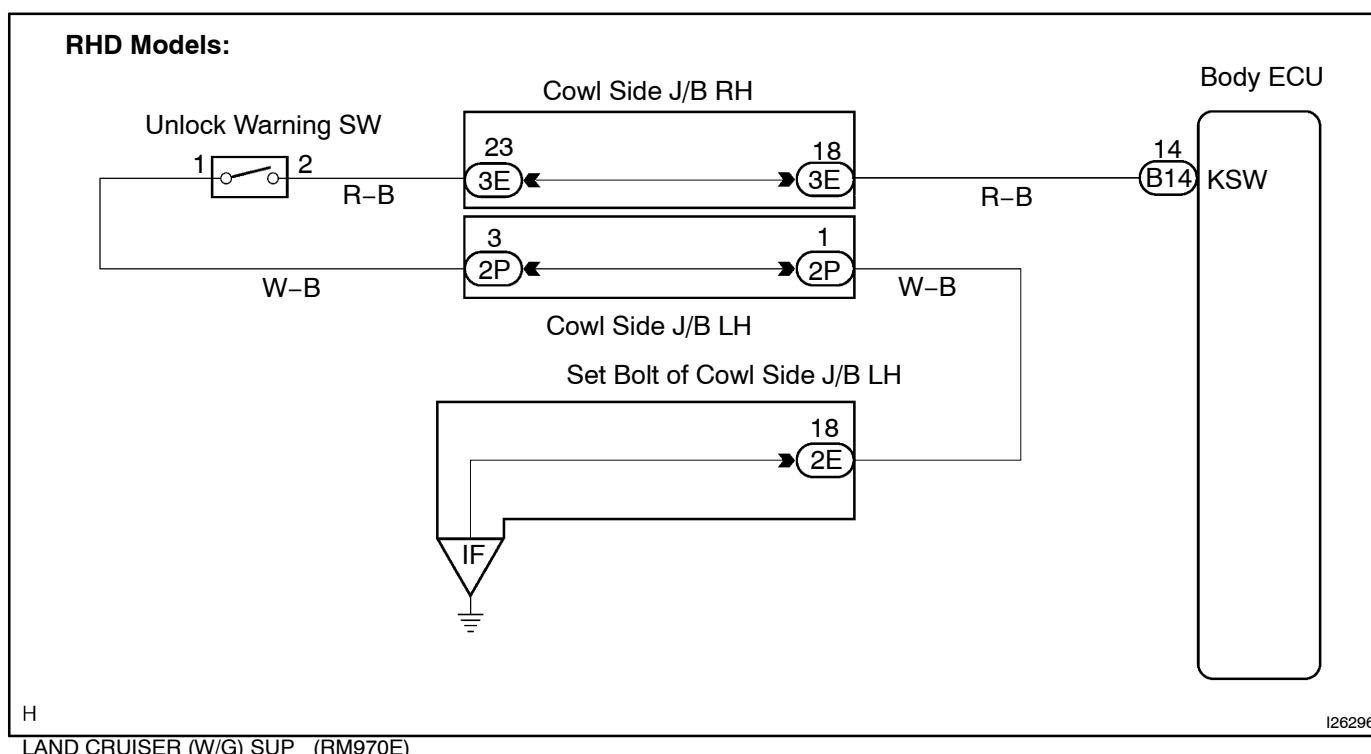 RHD Models:
Cowl Side J/B RH
Body ECU
Unlock Warning SW
1
2
23
3E
18
3E
14
B14
KSW
R−B
R−B
3
2P
1
2P
W−B
W−B
Cowl Side J/B LH
Set Bolt of Cowl Side J/B LH
18
2E
IF
H
I26296
LAND CRUISER (W/G) SUP (RM970E)